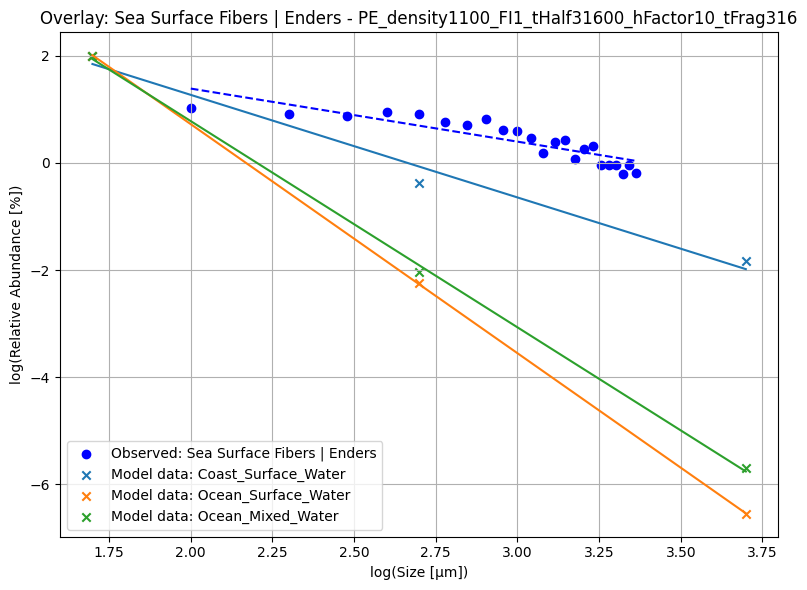 Overlay: Sea Surface Fibers | Enders - PE_density1100_FI1_tHalf31600_hFactor10_tFrag316
log(Relative Abundance [%])
2
0
−2
−4
−6
Observed: Sea Surface Fibers | Enders
Model data: Coast_Surface_Water
Model data: Ocean_Surface_Water
Model data: Ocean_Mixed_Water
1.75 2.00 2.25 2.50 2.75 3.00 3.25 3.50 3.75
log(Size [µm])